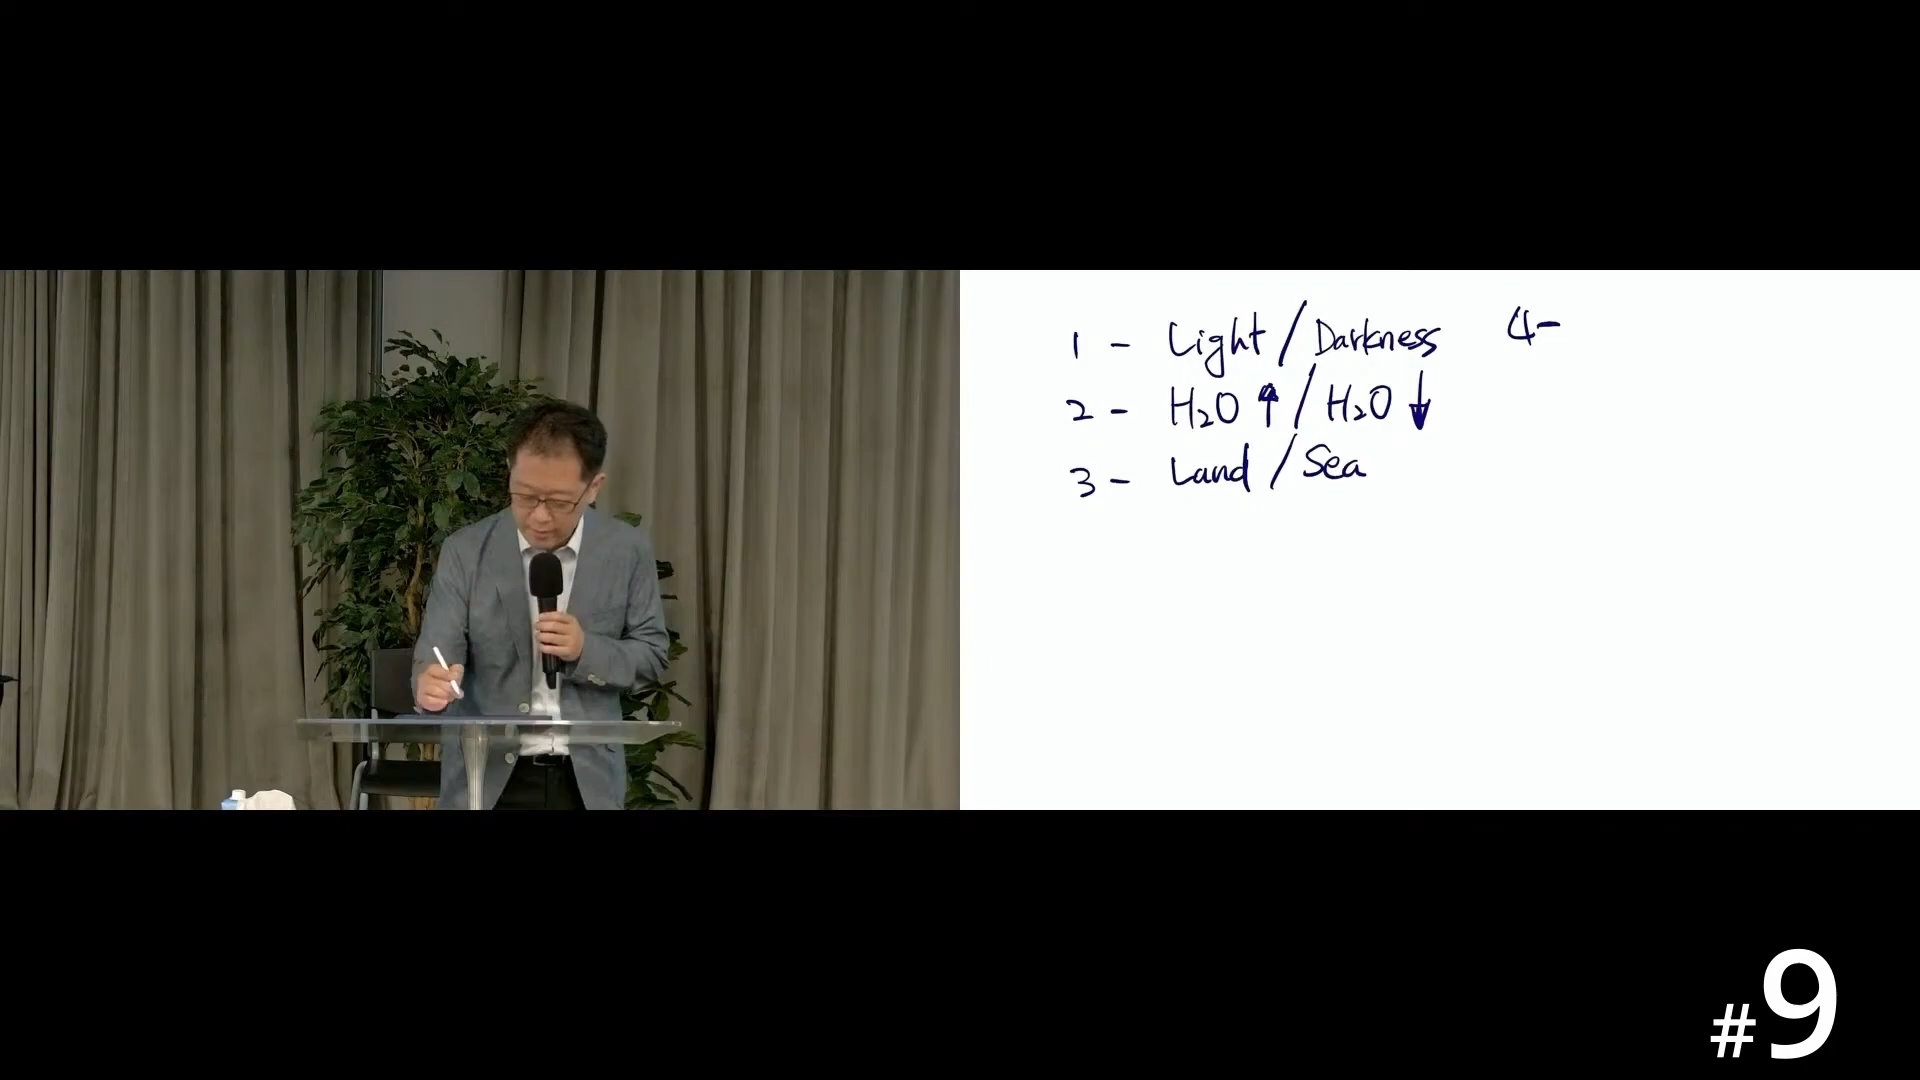 1 - Light / Darkness 4-
2 - H₂O ↑ / H₂O ↓
3 - Land / Sea
#9